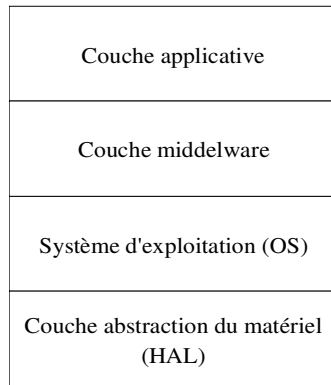 Couche applicative
Couche middelware
Système d'exploitation (OS)
Couche abstraction du matériel
(HAL)